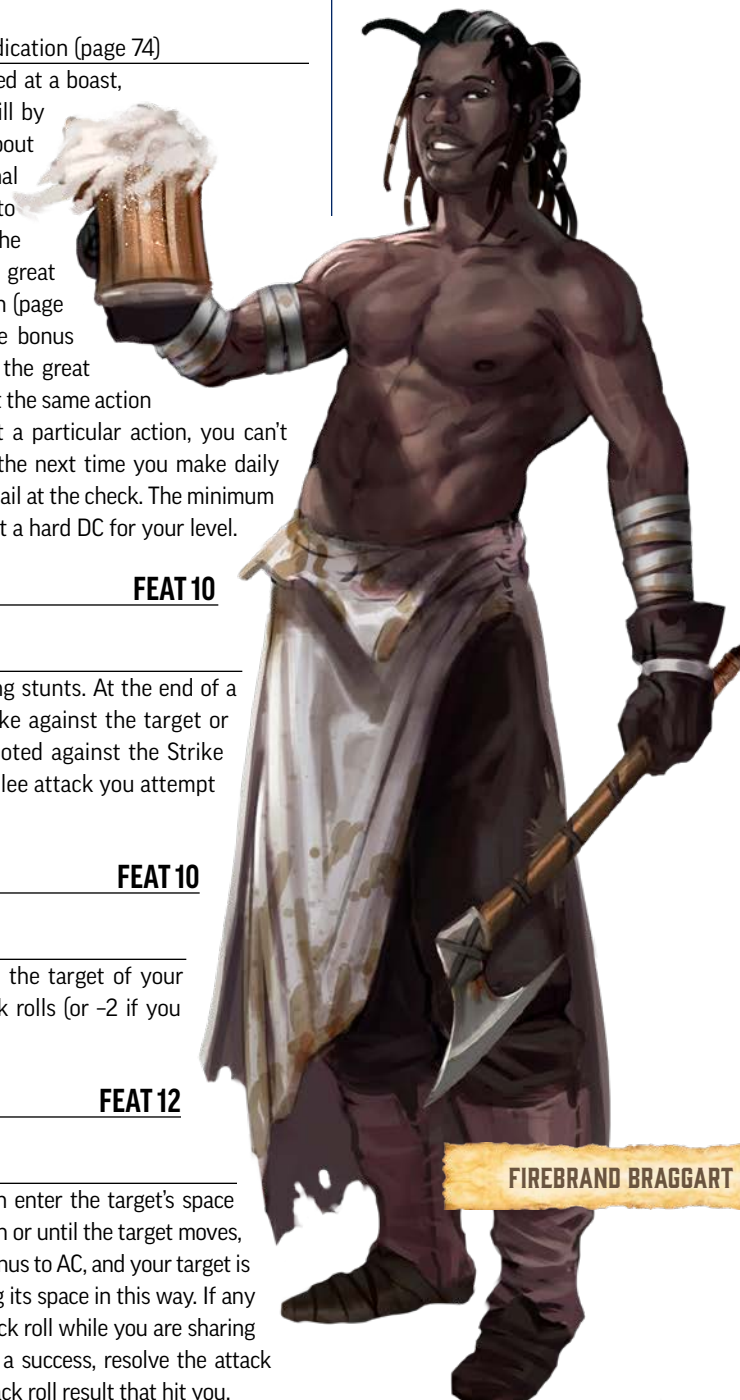 dication (page 74)
ed at a boast,
ill by
bout
nal
to
he
great
n (page
e bonus
the great
t the same action
t a particular action, you can't
the next time you make daily
ail at the check. The minimum
t a hard DC for your level.
FEAT 10
ng stunts. At the end of a
ke against the target or
oted against the Strike
lee attack you attempt
FEAT 10
the target of your
k rolls (or –2 if you
FEAT 12
n enter the target's space
n or until the target moves,
nus to AC, and your target is
g its space in this way. If any
ck roll while you are sharing
a success, resolve the attack
ack roll result that hit you.
FIREBRAND BRAGGART